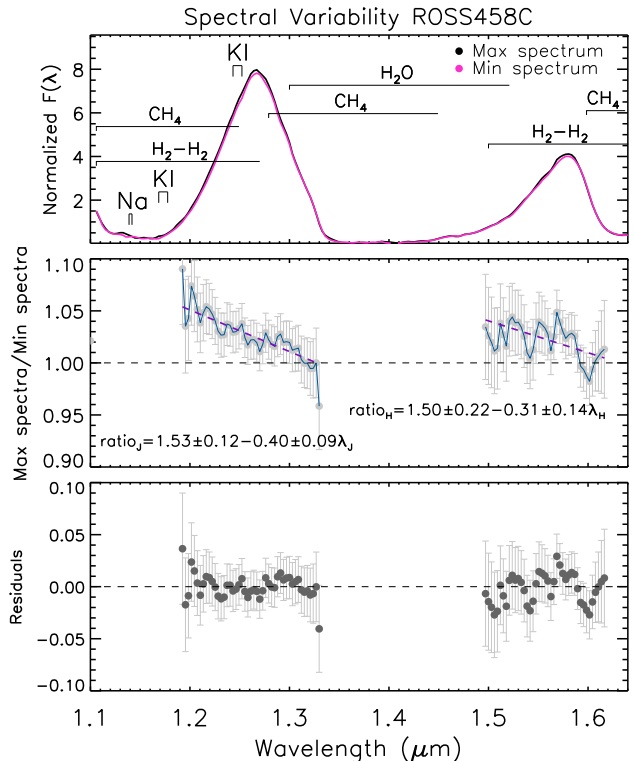 Spectral Variability ROSS458C
Normalized F(λ)
8
6
4
2
Max spectrum
Min spectrum
KI
H₂O
CH₄
CH₄
CH₄
H₂−H₂
H₂−H₂
KI
Na
Max spectra/Min spectra
1.10
1.05
1.00
0.95
0.90
ratio_H=1.50±0.22−0.31±0.14λ_H
ratio_J=1.53±0.12−0.40±0.09λ_J
Residuals
0.10
0.05
0.00
−0.05
−0.10
1.1 1.2 1.3 1.4 1.5 1.6
Wavelength (μm)